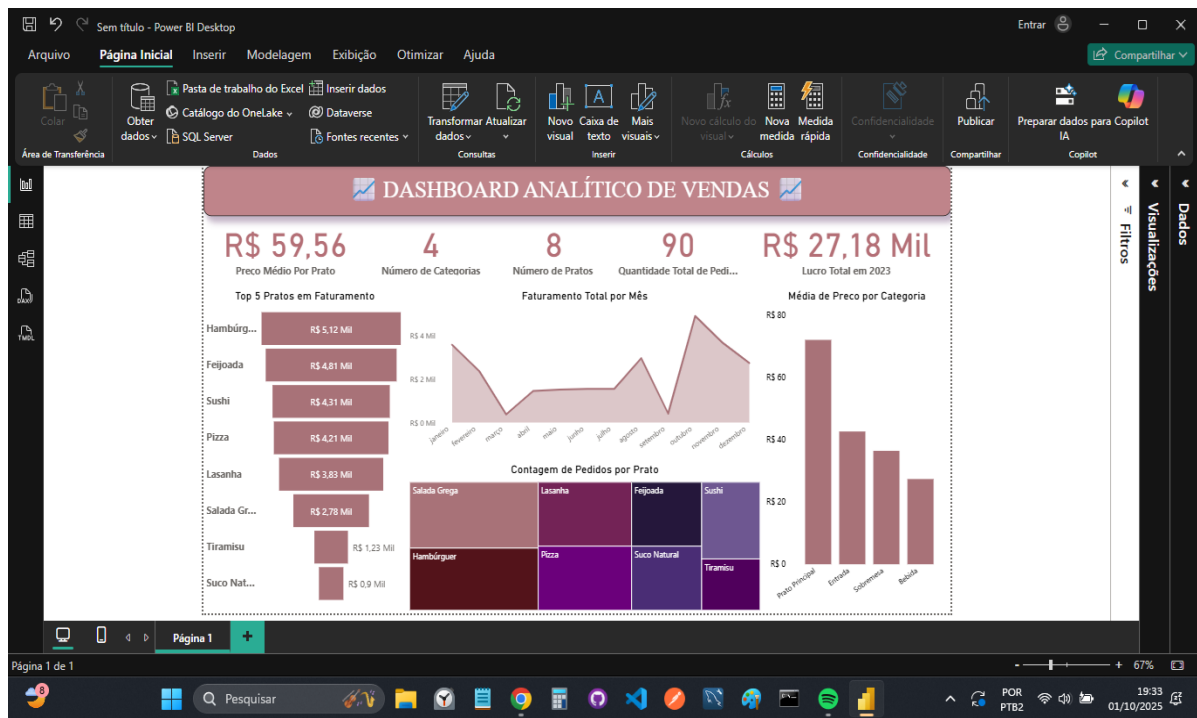 Sem título - Power BI Desktop
Entrar
Arquivo Página Inicial Inserir Modelagem Exibição Otimizar Ajuda
Compartilhar
Colar
Área de Transferência
Obter dados
Pasta de trabalho do Excel
Catálogo do OneLake
SQL Server
Inserir dados
Dataverse
Fontes recentes
Dados
Transformar dados
Atualizar
Consultas
Novo visual
Caixa de texto
Mais visuais
Inserir
Novo cálculo do visual
Nova medida
Medida rápida
Cálculos
Confidencialidade
Confidencialidade
Publicar
Compartilhar
Preparar dados para IA
Copilot
Copilot
DAX
TMDL
DASHBOARD ANALÍTICO DE VENDAS
R$ 59,56
Preço Médio Por Prato
4
Número de Categorias
8
Número de Pratos
90
Quantidade Total de Pedi...
R$ 27,18 Mil
Lucro Total em 2023
Top 5 Pratos em Faturamento
Hambúrg... R$ 5,12 Mil
Feijoada R$ 4,81 Mil
Sushi R$ 4,31 Mil
Pizza R$ 4,21 Mil
Lasanha R$ 3,83 Mil
Salada Gr... R$ 2,78 Mil
Tiramisu R$ 1,23 Mil
Suco Nat... R$ 0,9 Mil
Faturamento Total por Mês
R$ 4 Mil
R$ 2 Mil
R$ 0 Mil
janeiro fevereiro março abril maio junho julho agosto setembro outubro novembro dezembro
Contagem de Pedidos por Prato
Salada Grega Lasanha Feijoada Sushi
Hambúrguer Pizza Suco Natural Tiramisu
Média de Preco por Categoria
R$ 80
R$ 60
R$ 40
R$ 20
R$ 0
Prato Principal Entrada Sobremesa Bebida
Filtros
Visualizações
Dados
Página 1
Página 1 de 1
67%
8
Pesquisar
POR
PTB2
19:33
01/10/2025